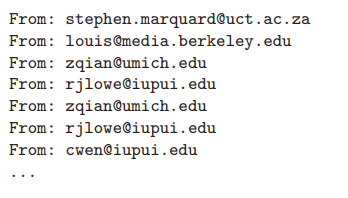 From: stephen.marquard@uct.ac.za
From: louis@media.berkeley.edu
From: zqian@umich.edu
From: rjlowe@iupui.edu
From: zqian@umich.edu
From: rjlowe@iupui.edu
From: cwen@iupui.edu
...